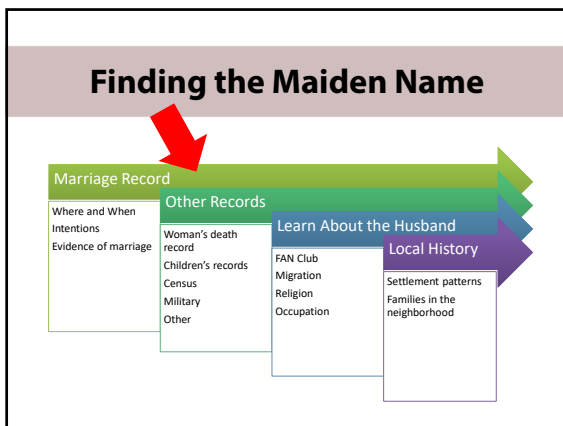 Finding the Maiden Name
Marriage Record
Where and When
Intentions
Evidence of marriage
Other Records
Woman's death
record
Children's records
Census
Military
Other
Learn About the Husband
FAN Club
Migration
Religion
Occupation
Local History
Settlement patterns
Families in the
neighborhood